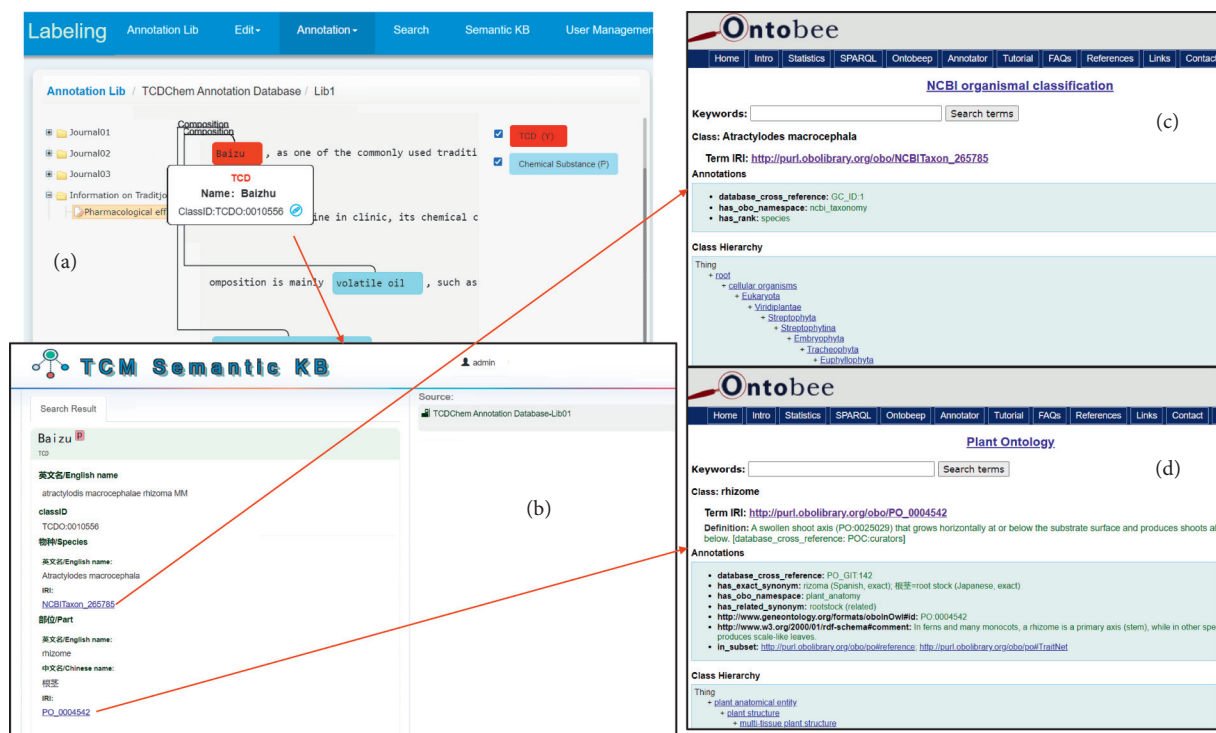 Labeling Annotation Lib Edit Annotation Search Semantic KB User Managemen
Annotation Lib / TCDChem Annotation Database / Lib1
Journal01
Journal02
Journal03
Information on Traditio
Pharmacological eff
(a)
Composition
Composition
Baizu , as one of the commonly used traditi
TCD
Name: Baizhu
ClassID:TCDO:0010556
ine in clinic, its chemical c
omposition is mainly volatile oil , such as
TCD (Y)
Chemical Substance (P)
TCM Semantic KB
admin
Search Result
Baizu p
TCD
英文名/English name
atractylodis macrocephalae rhizoma MM
classID
TCDO:0010556
物种/Species
英文名/English name:
Atractylodes macrocephala
IRI:
NCBITaxon_265785
部位/Part
英文名/English name:
rhizome
中文名/Chinese name:
根茎
IRI:
PO_0004542
Source:
TCDChem Annotation Database-Lib01
(b)
Ontobee
Home Intro Statistics SPARQL Ontobeep Annotator Tutorial FAQs References Links Contact
NCBI organismal classification
Keywords: Search terms
(c)
Class: Atractylodes macrocephala
Term IRI: http://purl.obolibrary.org/obo/NCBITaxon_265785
Annotations
• database_cross_reference: GC_ID:1
• has_obo_namespace: ncbi_taxonomy
• has_rank: species
Class Hierarchy
Thing
+ root
+ cellular organisms
+ Eukaryota
+ Viridiplantae
+ Streptophyta
+ Streptophytina
+ Embryophyta
+ Tracheophyta
+ Euphyllophyta
Ontobee
Home Intro Statistics SPARQL Ontobeep Annotator Tutorial FAQs References Links Contact
Plant Ontology
Keywords: Search terms
(d)
Class: rhizome
Term IRI: http://purl.obolibrary.org/obo/PO_0004542
Definition: A swollen shoot axis (PO:0025029) that grows horizontally at or below the substrate surface and produces shoots a
below. [database_cross_reference: POC:curators]
Annotations
• database_cross_reference: PO_GIT:142
• has_exact_synonym: rizoma (Spanish, exact); 根茎=root stock (Japanese, exact)
• has_obo_namespace: plant_anatomy
• has_related_synonym: rootstock (related)
• http://www.geneontology.org/formats/oboInOwl#id: PO:0004542
• http://www.w3.org/2000/01/rdf-schema#comment: In ferns and many monocots, a rhizome is a primary axis (stem), while in other spe
produces scale-like leaves.
• in_subset: http://purl.obolibrary.org/obo/po#reference; http://purl.obolibrary.org/obo/po#TraitNet
Class Hierarchy
Thing
+ plant anatomical entity
+ plant structure
+ multi-tissue plant structure